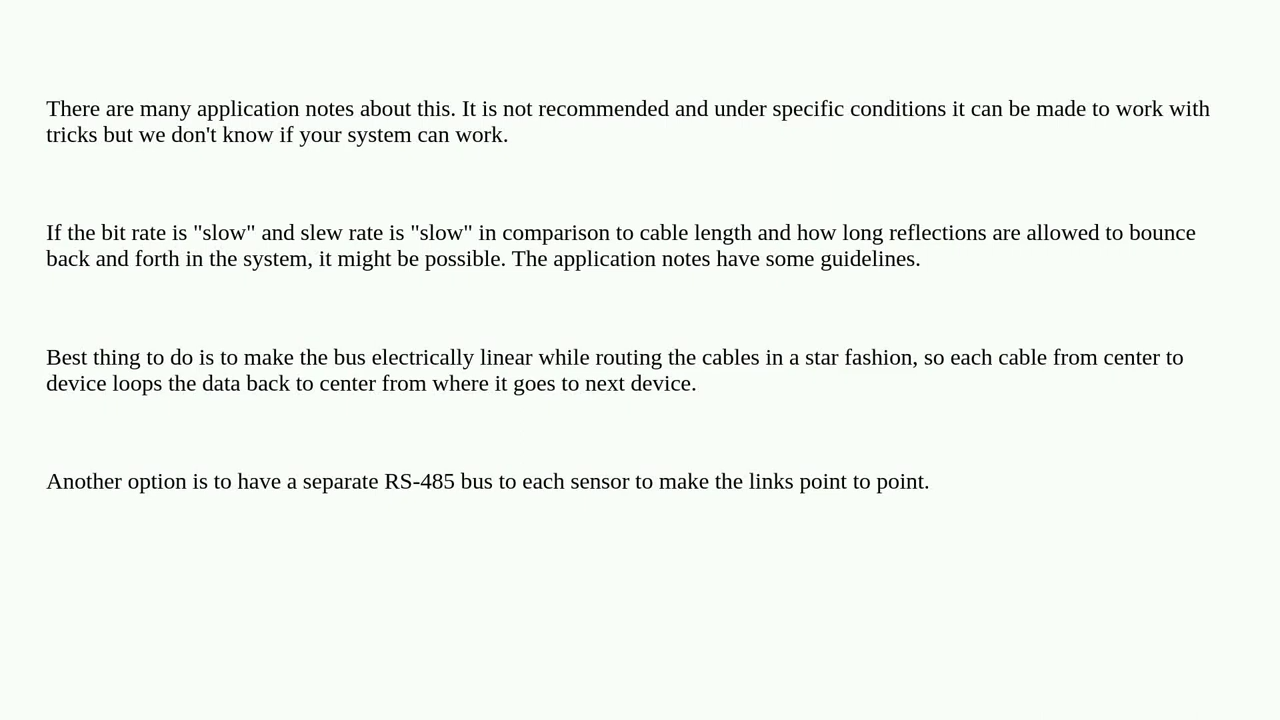 There are many application notes about this. It is not recommended and under specific conditions it can be made to work with
tricks but we don't know if your system can work.
If the bit rate is "slow" and slew rate is "slow" in comparison to cable length and how long reflections are allowed to bounce
back and forth in the system, it might be possible. The application notes have some guidelines.
Best thing to do is to make the bus electrically linear while routing the cables in a star fashion, so each cable from center to
device loops the data back to center from where it goes to next device.
Another option is to have a separate RS-485 bus to each sensor to make the links point to point.